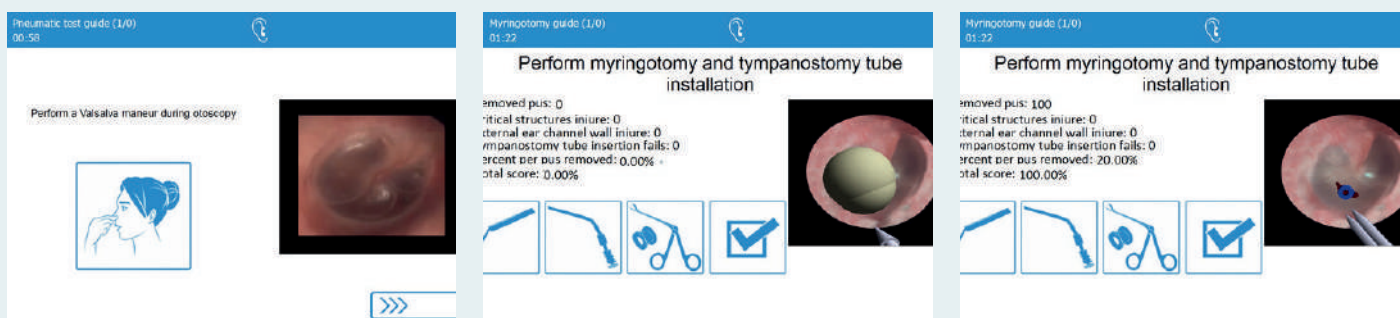 Pneumatic test guide (1/0)
00:58
Perform a Valsalva maneur during otoscopy
Myringotomy guide (1/0)
01:22
Perform myringotomy and tympanostomy tube
installation
emoved pus: 0
ritical structures iniure: 0
xternal ear channel wall iniure: 0
ympanostomy tube insertion fails: 0
ercent per pus removed: 0.00%
otal score: 0.00%
Myringotomy guide (1/0)
01:22
Perform myringotomy and tympanostomy tube
installation
emoved pus: 100
ritical structures iniure: 0
xternal ear channel wall iniure: 0
ympanostomy tube insertion fails: 0
ercent per pus removed: 20.00%
otal score: 100.00%